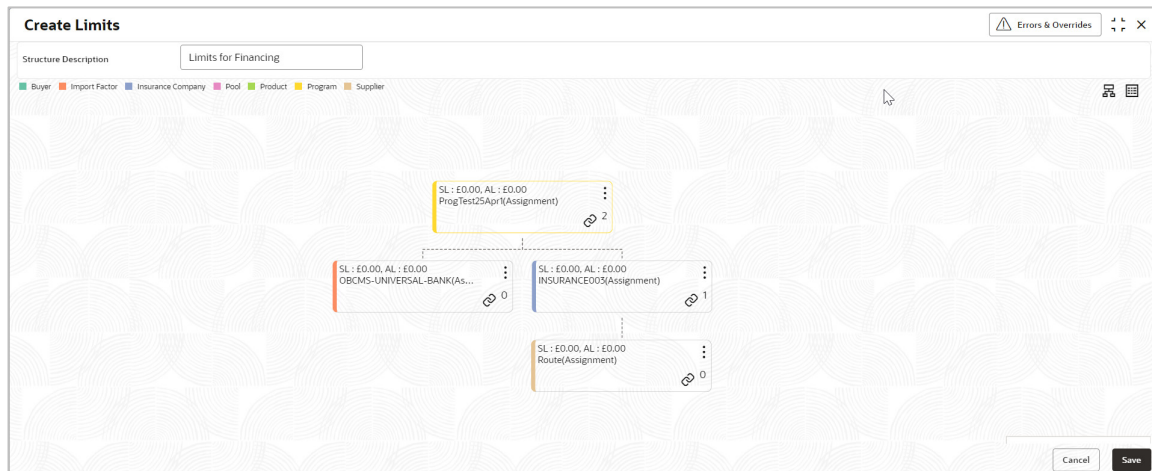 Create Limits
Errors & Overrides
Structure Description
Limits for Financing
Buyer Import Factor Insurance Company Pool Product Program Supplier
SL : £0.00, AL : £0.00
ProgTest25Apr1(Assignment)
2
SL : £0.00, AL : £0.00
OBCMS-UNIVERSAL-BANK(As...
0
SL : £0.00, AL : £0.00
INSURANCE003(Assignment)
1
SL : £0.00, AL : £0.00
Route(Assignment)
0
Cancel
Save